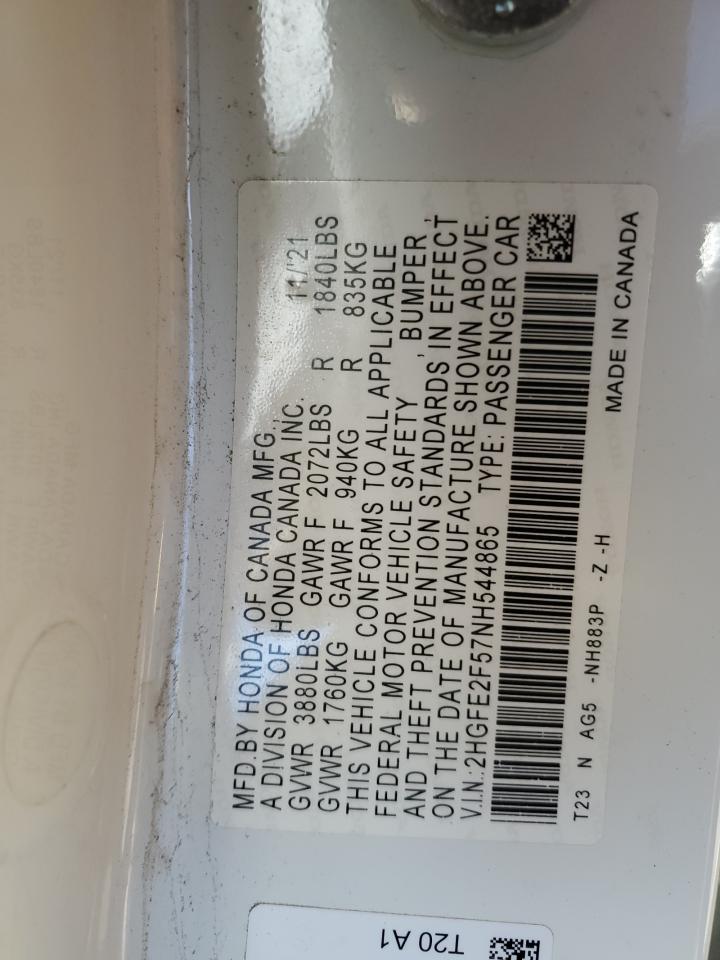 MFD.BY HONDA OF CANADA MFG.,
A DIVISION OF HONDA CANADA INC. 11/'21
GVWR 3880LBS GAWR F 2072LBS R 1840LBS
GVWR 1760KG GAWR F 940KG R 835KG
THIS VEHICLE CONFORMS TO ALL APPLICABLE
FEDERAL MOTOR VEHICLE SAFETY, BUMPER,
AND THEFT PREVENTION STANDARDS IN EFFECT
ON THE DATE OF MANUFACTURE SHOWN ABOVE.
V.I.N.:2HGFE2F57NH544865 TYPE: PASSENGER CAR
T23 N AG5 -NH883P -Z -H
MADE IN CANADA
T20 A1